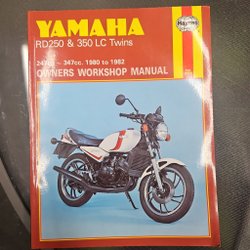 YAMAHA
Haynes
RD250 & 350 LC Twins
247cc ~ 347cc. 1980 to 1982
OWNERS WORKSHOP MANUAL